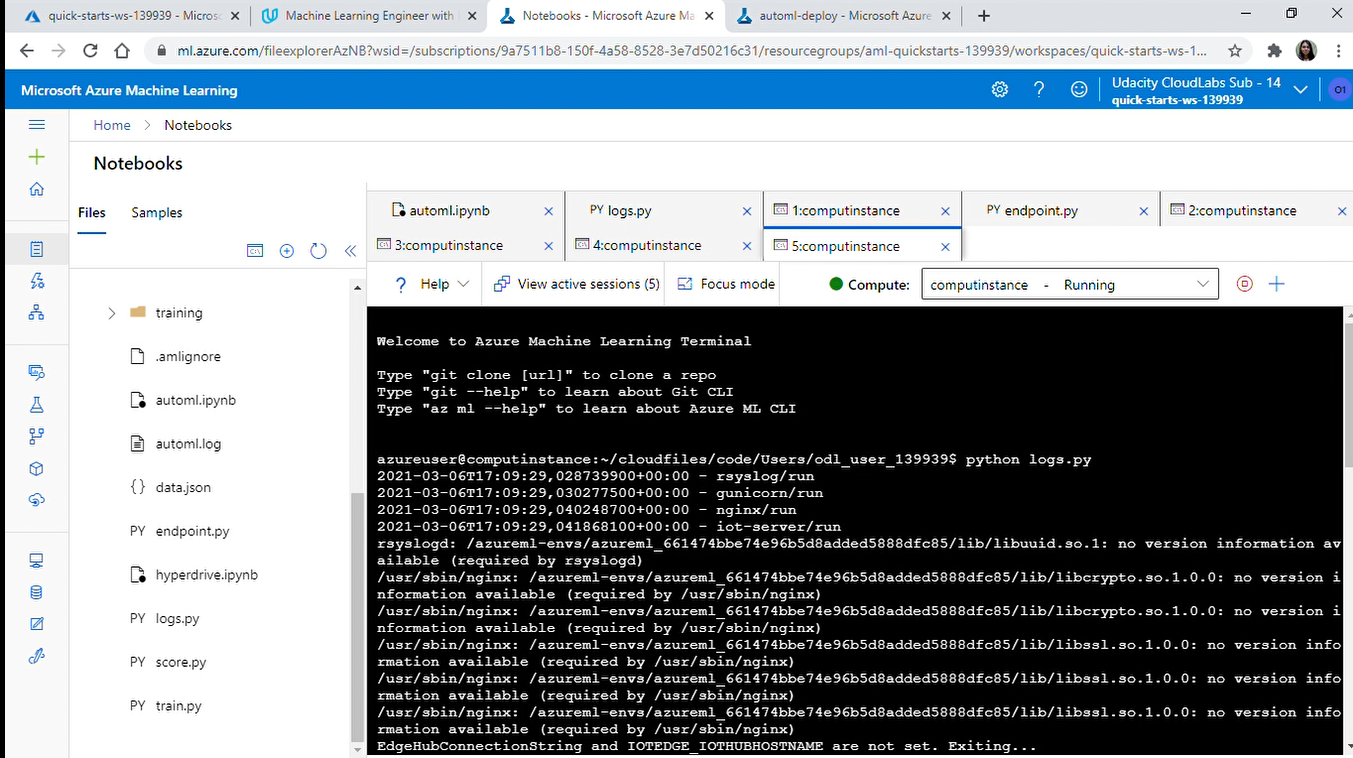 quick-starts-ws-139939 - Micros
Machine Learning Engineer with
Notebooks - Microsoft Azure Ma
automl-deploy - Microsoft Azure
ml.azure.com/fileexplorerAzNB?wsid=/subscriptions/9a7511b8-150f-4a58-8528-3e7d50216c31/resourcegroups/aml-quickstarts-139939/workspaces/quick-starts-ws-1...
Microsoft Azure Machine Learning
Udacity CloudLabs Sub - 14
quick-starts-ws-139939
O1
Home > Notebooks
Notebooks
Files Samples
automl.ipynb
PY logs.py
1:computinstance
PY endpoint.py
2:computinstance
3:computinstance
4:computinstance
5:computinstance
? Help
View active sessions (5)
Focus mode
Compute:
computinstance - Running
training
.amlignore
automl.ipynb
automl.log
{} data.json
PY endpoint.py
hyperdrive.ipynb
PY logs.py
PY score.py
PY train.py
Welcome to Azure Machine Learning Terminal
Type "git clone [url]" to clone a repo
Type "git --help" to learn about Git CLI
Type "az ml --help" to learn about Azure ML CLI
azureuser@computinstance:~/cloudfiles/code/Users/odl_user_139939$ python logs.py
2021-03-06T17:09:29,028739900+00:00 - rsyslog/run
2021-03-06T17:09:29,030277500+00:00 - gunicorn/run
2021-03-06T17:09:29,040248700+00:00 - nginx/run
2021-03-06T17:09:29,041868100+00:00 - iot-server/run
rsyslogd: /azureml-envs/azureml_661474bbe74e96b5d8added5888dfc85/lib/libuuid.so.1: no version information av
ailable (required by rsyslogd)
/usr/sbin/nginx: /azureml-envs/azureml_661474bbe74e96b5d8added5888dfc85/lib/libcrypto.so.1.0.0: no version i
nformation available (required by /usr/sbin/nginx)
/usr/sbin/nginx: /azureml-envs/azureml_661474bbe74e96b5d8added5888dfc85/lib/libcrypto.so.1.0.0: no version i
nformation available (required by /usr/sbin/nginx)
/usr/sbin/nginx: /azureml-envs/azureml_661474bbe74e96b5d8added5888dfc85/lib/libssl.so.1.0.0: no version info
rmation available (required by /usr/sbin/nginx)
/usr/sbin/nginx: /azureml-envs/azureml_661474bbe74e96b5d8added5888dfc85/lib/libssl.so.1.0.0: no version info
rmation available (required by /usr/sbin/nginx)
/usr/sbin/nginx: /azureml-envs/azureml_661474bbe74e96b5d8added5888dfc85/lib/libssl.so.1.0.0: no version info
rmation available (required by /usr/sbin/nginx)
EdgeHubConnectionString and IOTEDGE_IOTHUBHOSTNAME are not set. Exiting...